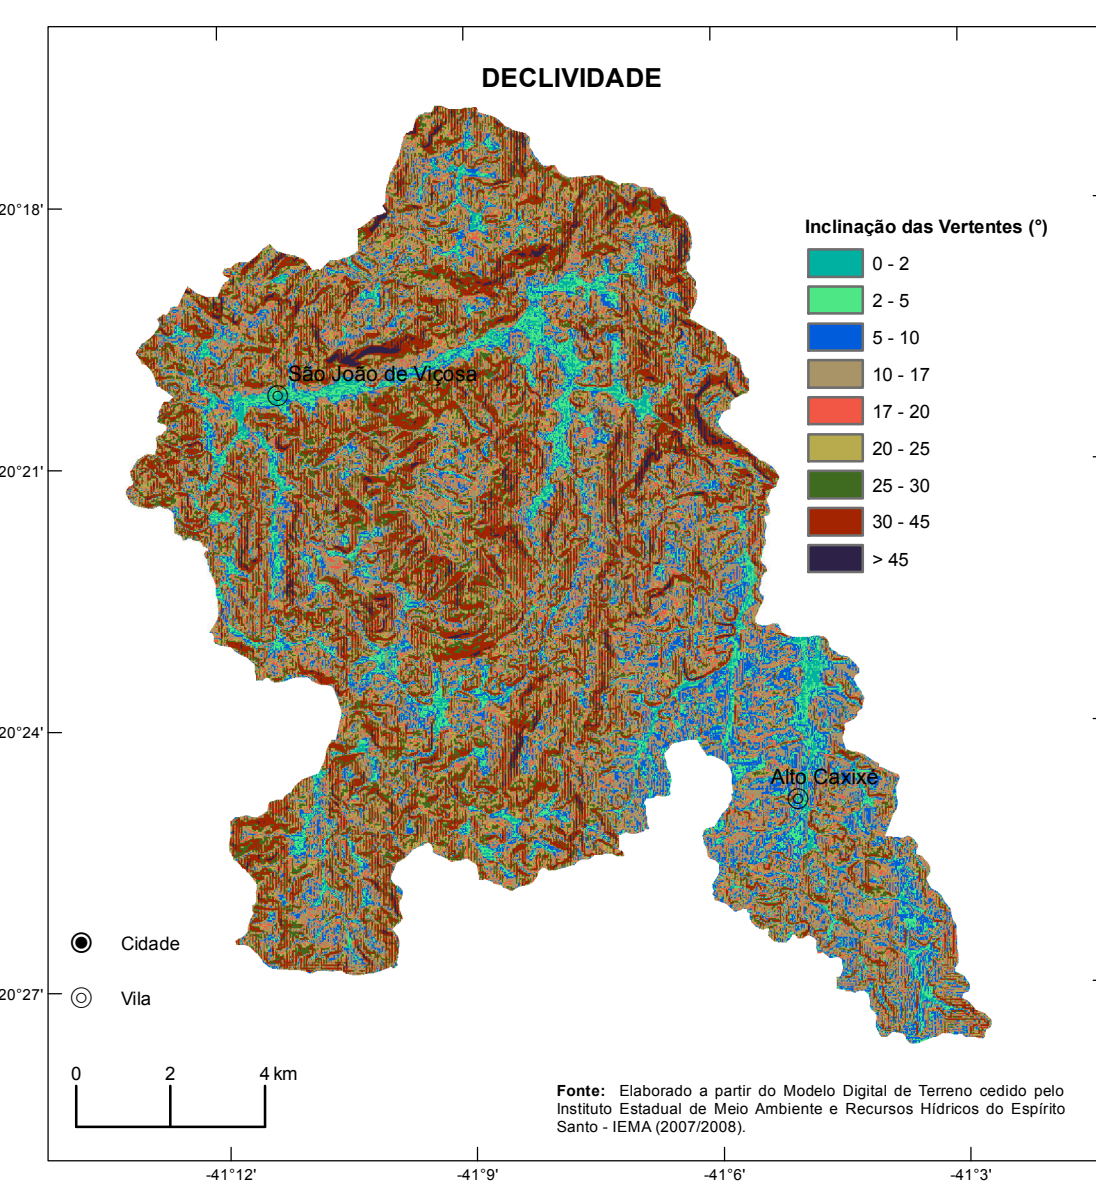 DECLIVIDADE
20°18'
20°21'
20°24'
20°27'
Inclinação das Vertentes (°)
0 - 2
2 - 5
5 - 10
10 - 17
17 - 20
20 - 25
25 - 30
30 - 45
> 45
São João de Viçosa
Alto Caxixe
Cidade
Vila
0 2 4 km
Fonte: Elaborado a partir do Modelo Digital de Terreno cedido pelo
Instituto Estadual de Meio Ambiente e Recursos Hídricos do Espírito
Santo - IEMA (2007/2008).
-41°12' -41°9' -41°6' -41°3'